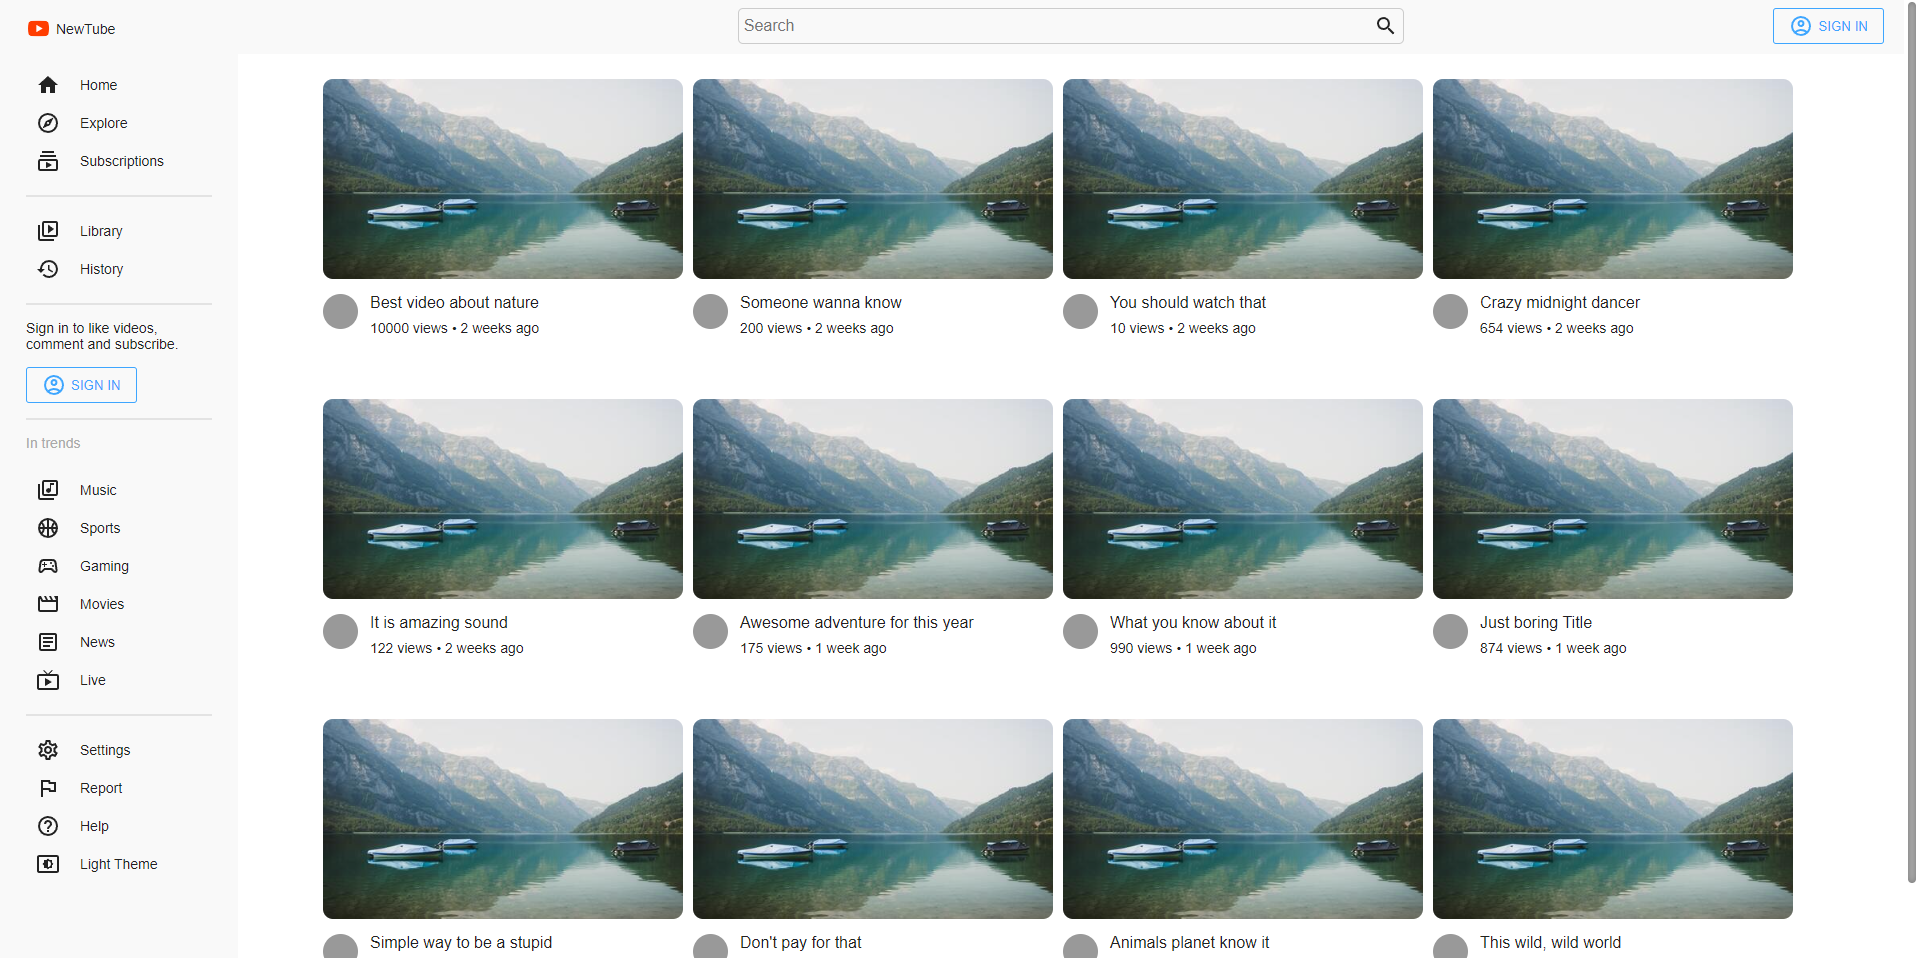 NewTube
Search
SIGN IN
Home
Explore
Subscriptions
Library
History
Sign in to like videos,
comment and subscribe.
SIGN IN
In trends
Music
Sports
Gaming
Movies
News
Live
Settings
Report
Help
Light Theme
Best video about nature
10000 views • 2 weeks ago
Someone wanna know
200 views • 2 weeks ago
You should watch that
10 views • 2 weeks ago
Crazy midnight dancer
654 views • 2 weeks ago
It is amazing sound
122 views • 2 weeks ago
Awesome adventure for this year
175 views • 1 week ago
What you know about it
990 views • 1 week ago
Just boring Title
874 views • 1 week ago
Simple way to be a stupid
Don't pay for that
Animals planet know it
This wild, wild world